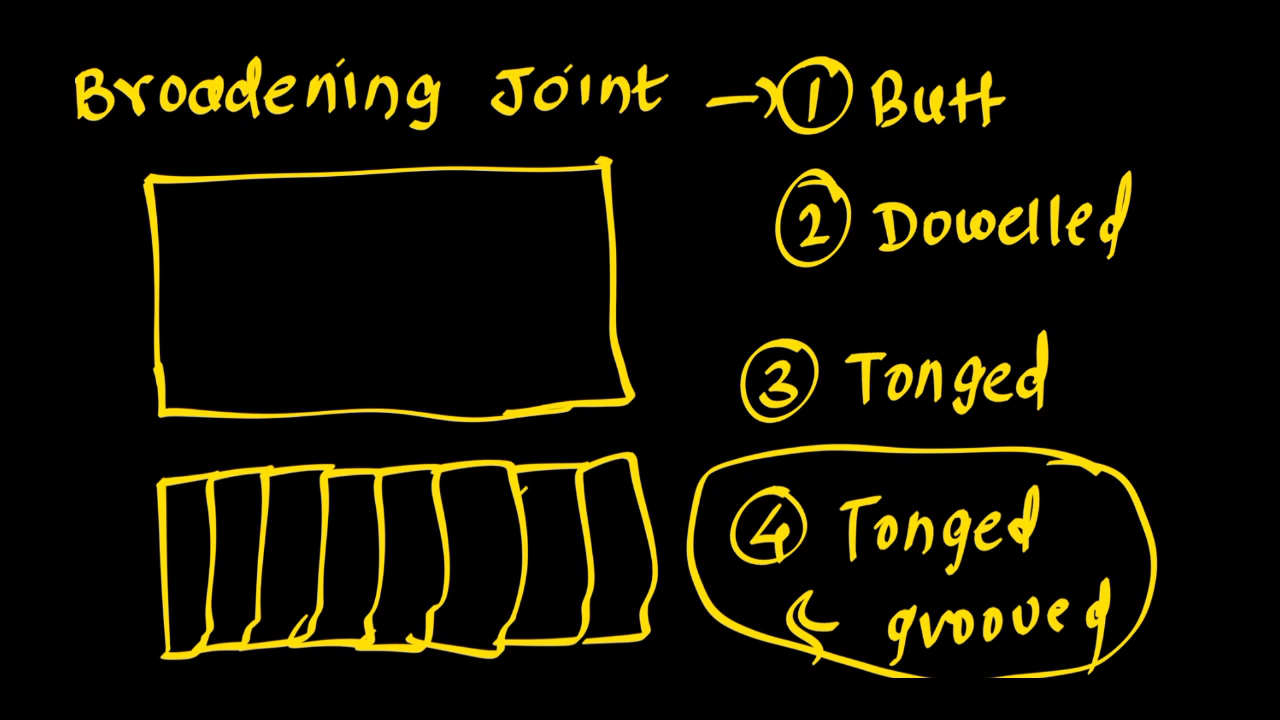 Broadening Joint → ① Butt
② Dowelled
③ Tonged
④ Tonged
& grooved